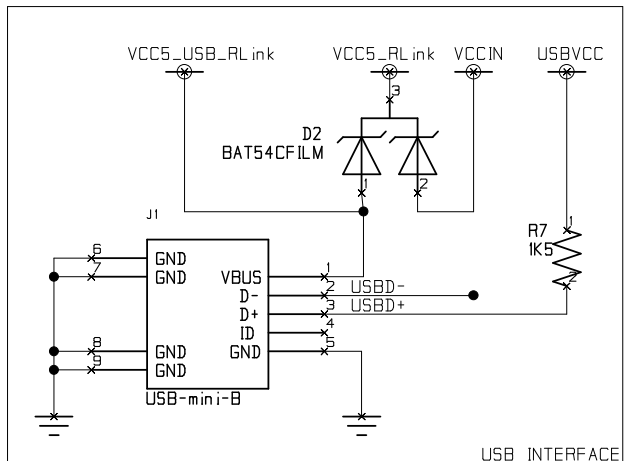 VCC5_USB_RLink
VCC5_RLink
VCCIN
USBVCC
3
D2
BAT54CFILM
1
2
J1
R7
1K5
1
2
6
GND
7
GND
VBUS
1
D-
2
USBD-
D+
3
USBD+
ID
4
8
GND
GND
5
9
GND
USB-mini-B
USB INTERFACE